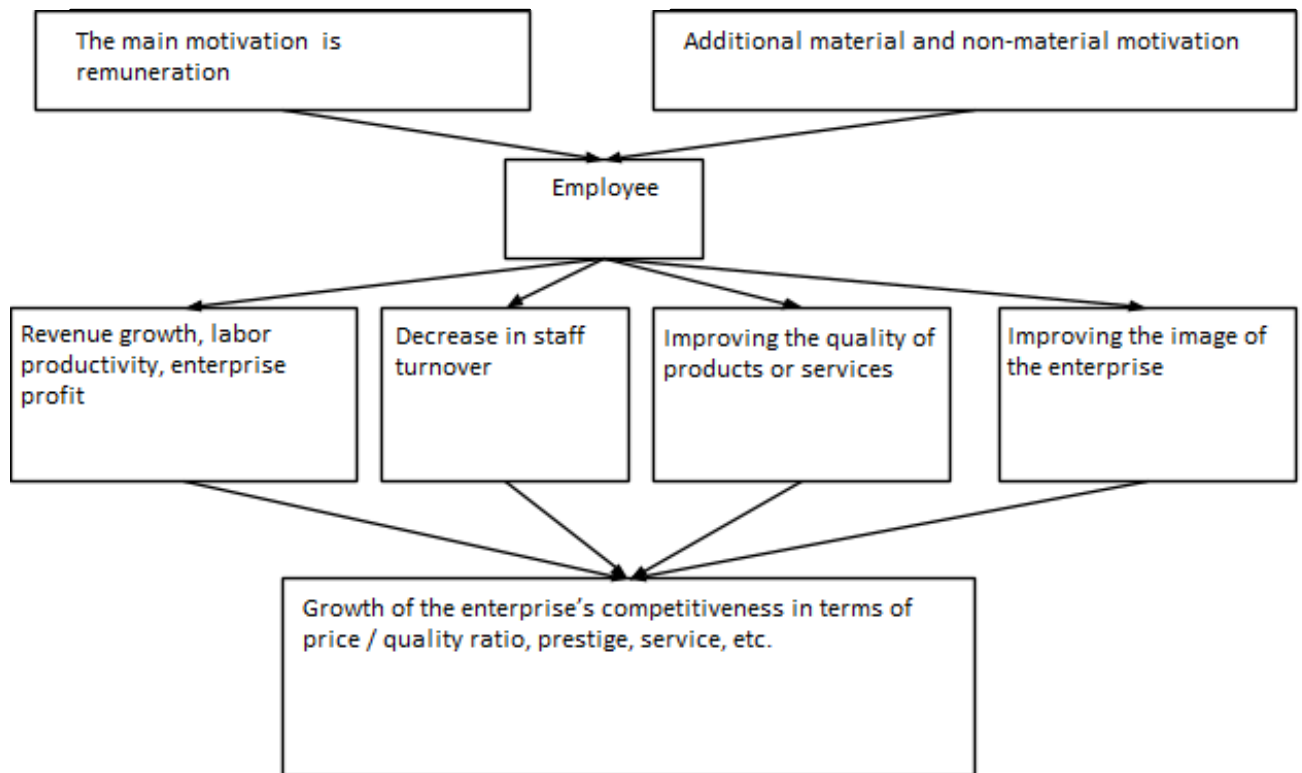 The main motivation  is
remuneration
Additional material and non-material motivation
Employee
Revenue growth, labor
productivity, enterprise
profit
Decrease in staff
turnover
Improving the quality of
products or services
Improving the image of
the enterprise
Growth of the enterprise’s competitiveness in terms of
price / quality ratio, prestige, service, etc.